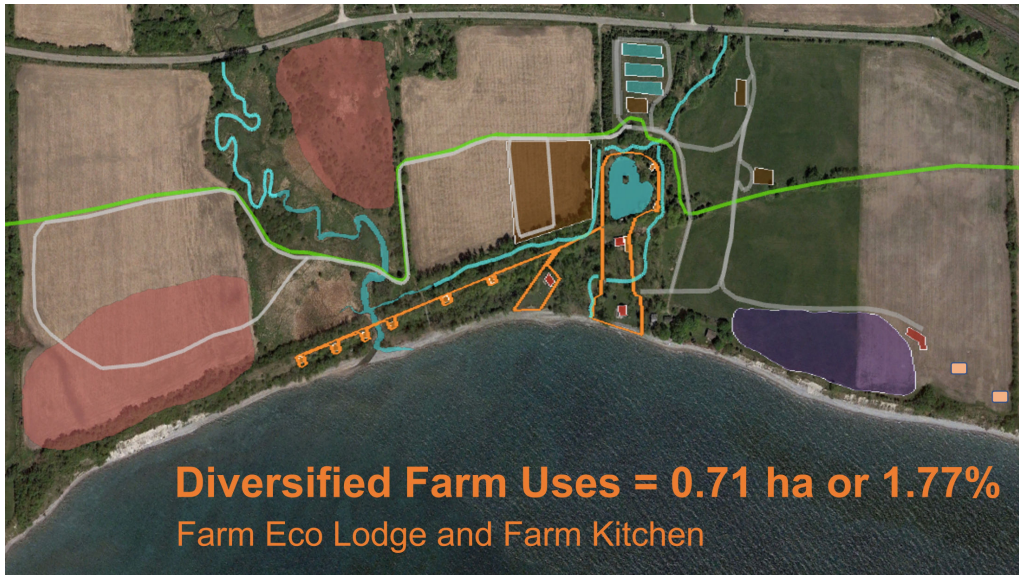 Diversified Farm Uses = 0.71 ha or 1.77%
Farm Eco Lodge and Farm Kitchen